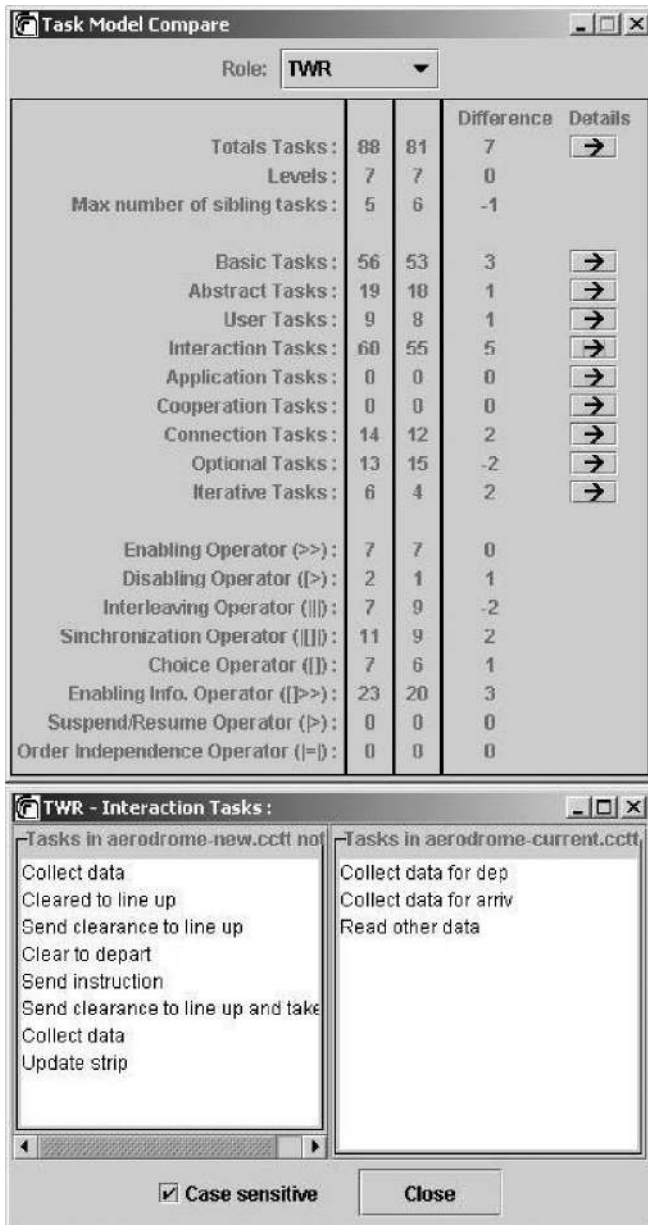 Task Model Compare
Role: TWR
Difference Details
Totals Tasks : 88 81 7
Levels : 7 7 0
Max number of sibling tasks : 5 6 -1
Basic Tasks : 56 53 3
Abstract Tasks : 19 18 1
User Tasks : 9 8 1
Interaction Tasks : 60 55 5
Application Tasks : 0 0 0
Cooperation Tasks : 0 0 0
Connection Tasks : 14 12 2
Optional Tasks : 13 15 -2
Iterative Tasks : 6 4 2
Enabling Operator (>>) : 7 7 0
Disabling Operator ([>) : 2 1 1
Interleaving Operator (|||) : 7 9 -2
Sinchronization Operator (|[]|) : 11 9 2
Choice Operator ([]) : 7 6 1
Enabling Info. Operator ([]>>) : 23 20 3
Suspend/Resume Operator (|>) : 0 0 0
Order Independence Operator (|=|) : 0 0 0
TWR - Interaction Tasks :
Tasks in aerodrome-new.cctt not
Collect data
Cleared to line up
Send clearance to line up
Clear to depart
Send instruction
Send clearance to line up and take
Collect data
Update strip
Tasks in aerodrome-current.cctt
Collect data for dep
Collect data for arriv
Read other data
Case sensitive
Close